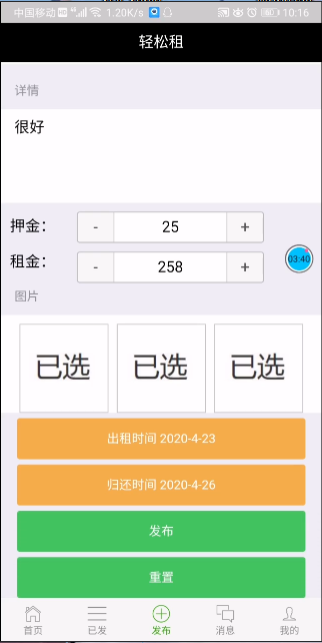 中国移动 HD 4G 1.20K/s 10:16
轻松租
详情
很好
押金: - 25 +
租金: - 258 +
03:40
图片
已选 已选 已选
出租时间 2020-4-23
归还时间 2020-4-26
发布
重置
首页 已发 发布 消息 我的